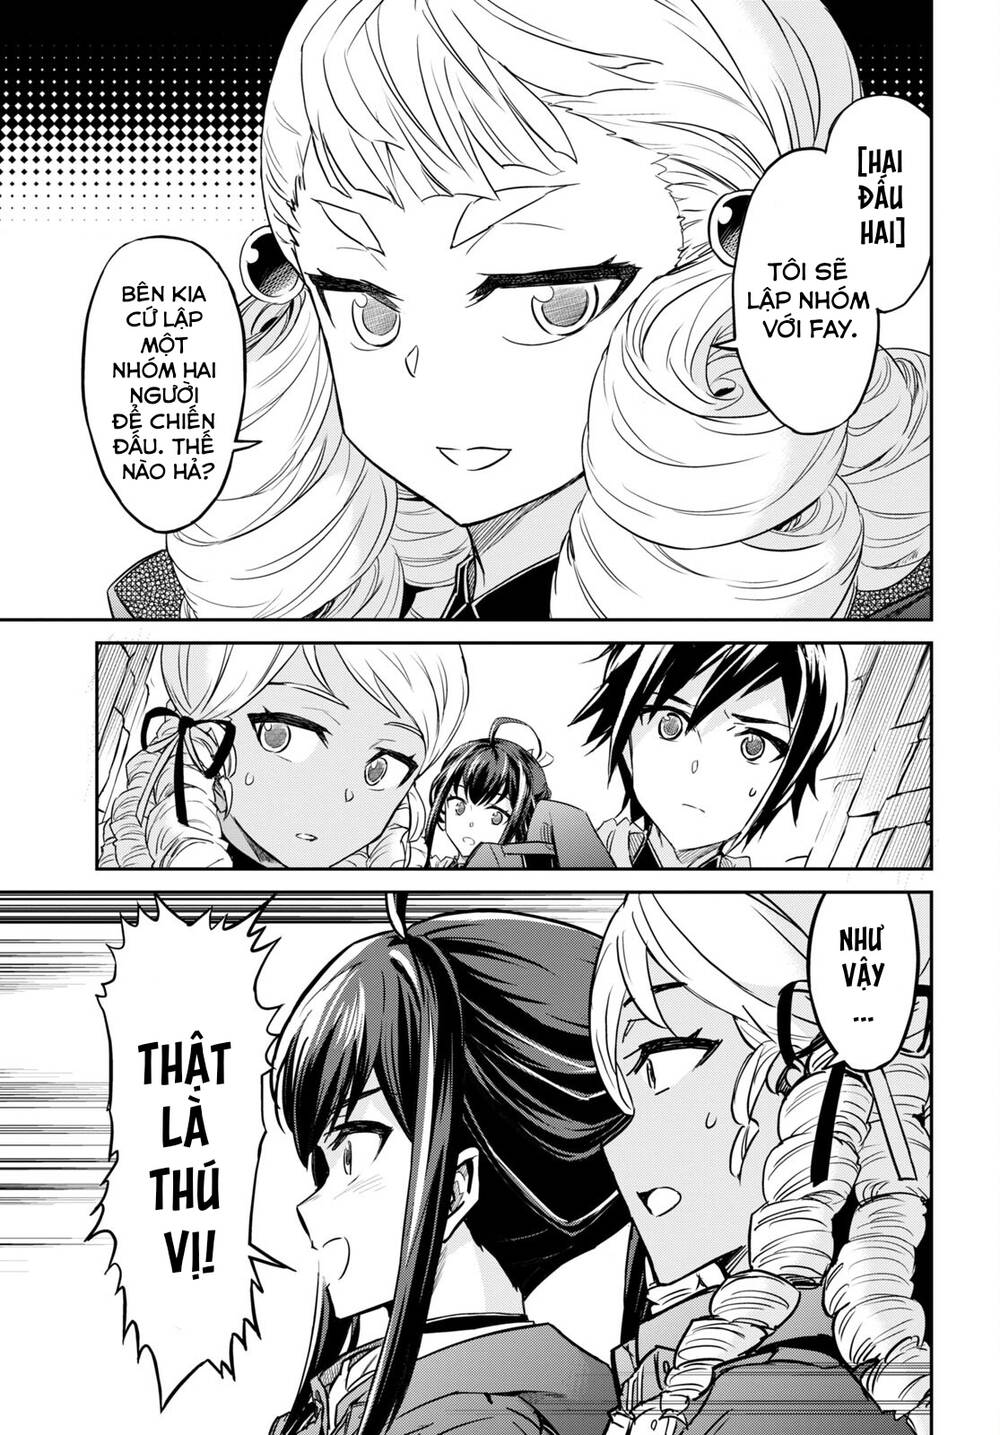 [HAI
ĐẤU
HAI]
TÔI SẼ
LẬP NHÓM
VỚI FAY.
BÊN KIA
CỨ LẬP
MỘT
NHÓM HAI
NGƯỜI
ĐỂ CHIẾN
ĐẤU. THẾ
NÀO HẢ?
NHƯ
VẬY
...
THẬT
LÀ
THÚ
VỊ!